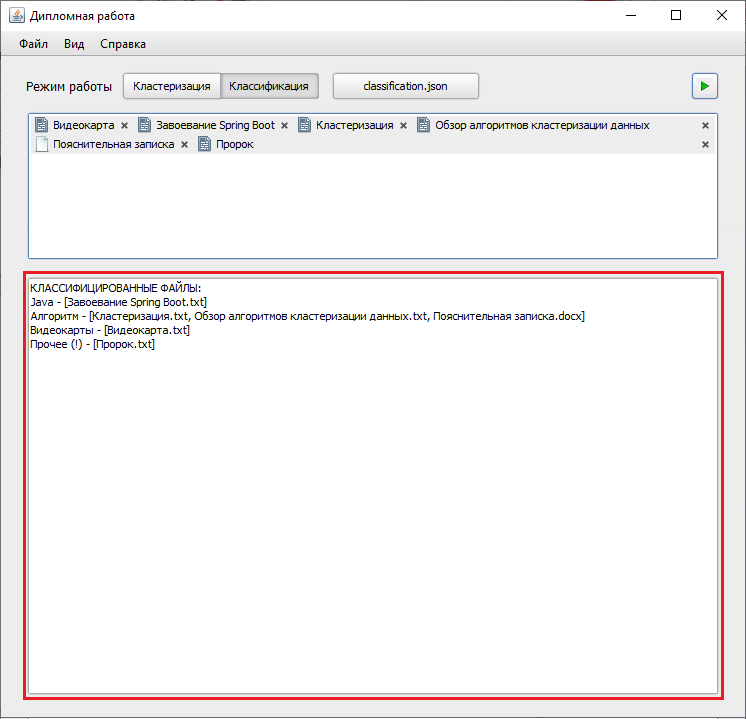 Дипломная работа
Файл Вид Справка
Режим работы Кластеризация Классификация classification.json
Видеокарта Завоевание Spring Boot Кластеризация Обзор алгоритмов кластеризации данных
Пояснительная записка Пророк
КЛАССИФИЦИРОВАННЫЕ ФАЙЛЫ:
Java - [Завоевание Spring Boot.txt]
Алгоритм - [Кластеризация.txt, Обзор алгоритмов кластеризации данных.txt, Пояснительная записка.docx]
Видеокарты - [Видеокарта.txt]
Прочее (!) - [Пророк.txt]